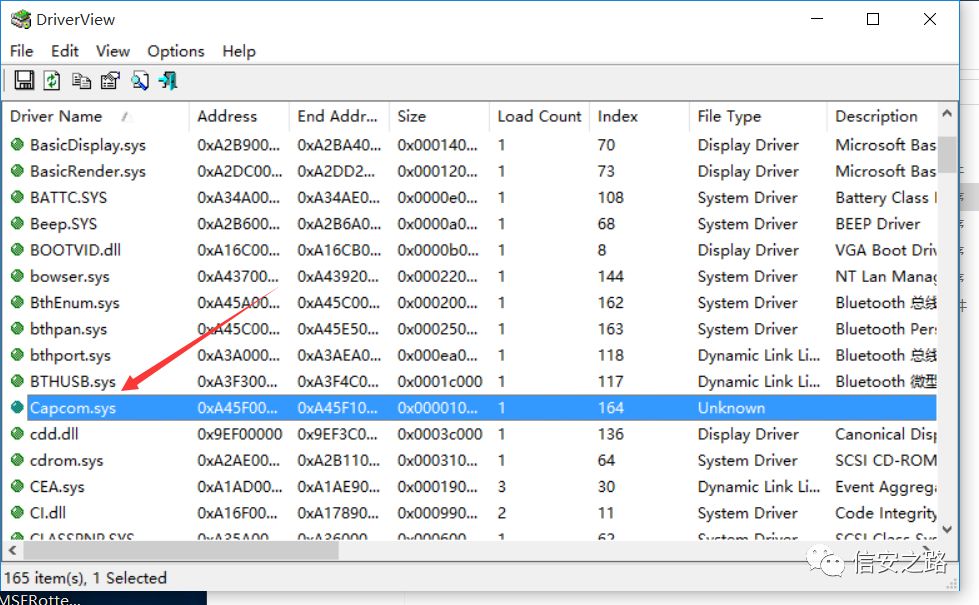 DriverView
File Edit View Options Help
Driver Name Address End Addr... Size Load Count Index File Type Description
BasicDisplay.sys 0xA2B900... 0xA2BA40... 0x000140... 1 70 Display Driver Microsoft Bas
BasicRender.sys 0xA2DC00... 0xA2DD2... 0x000120... 1 73 Display Driver Microsoft Bas
BATTC.SYS 0xA34A00... 0xA34AE0... 0x0000e0... 1 108 System Driver Battery Class
Beep.SYS 0xA2B600... 0xA2B6A0... 0x0000a0... 1 68 System Driver BEEP Driver
BOOTVID.dll 0xA16C00... 0xA16CB0... 0x0000b0... 1 8 Display Driver VGA Boot Driv
bowser.sys 0xA43700... 0xA43920... 0x000220... 1 144 System Driver NT Lan Manag
BthEnum.sys 0xA45A00... 0xA45C00... 0x000200... 1 162 System Driver Bluetooth 总线
bthpan.sys 0xA45C00... 0xA45E50... 0x000250... 1 163 System Driver Bluetooth Pers
bthport.sys 0xA3A000... 0xA3AEA0... 0x000ea0... 1 118 Dynamic Link Li... Bluetooth 总线
BTHUSB.sys 0xA3F300... 0xA3F4C0... 0x0001c000 1 117 Dynamic Link Li... Bluetooth 微型
Capcom.sys 0xA45F00... 0xA45F10... 0x000010... 1 164 Unknown
cdd.dll 0x9EF00000 0x9EF3C0... 0x0003c000 1 136 Display Driver Canonical Disp
cdrom.sys 0xA2AE00... 0xA2B110... 0x000310... 1 64 System Driver SCSI CD-ROM
CEA.sys 0xA1AD00... 0xA1AE90... 0x000190... 3 30 Dynamic Link Li... Event Aggrega
CI.dll 0xA16F00... 0xA17890... 0x000990... 2 11 System Driver Code Integrity
CLASSPNP.SYS 0xA35A00... 0xA36000... 0x000600... 1 62 System Driver SCSI Class Sys
165 item(s), 1 Selected
信安之路
MSFRotte...